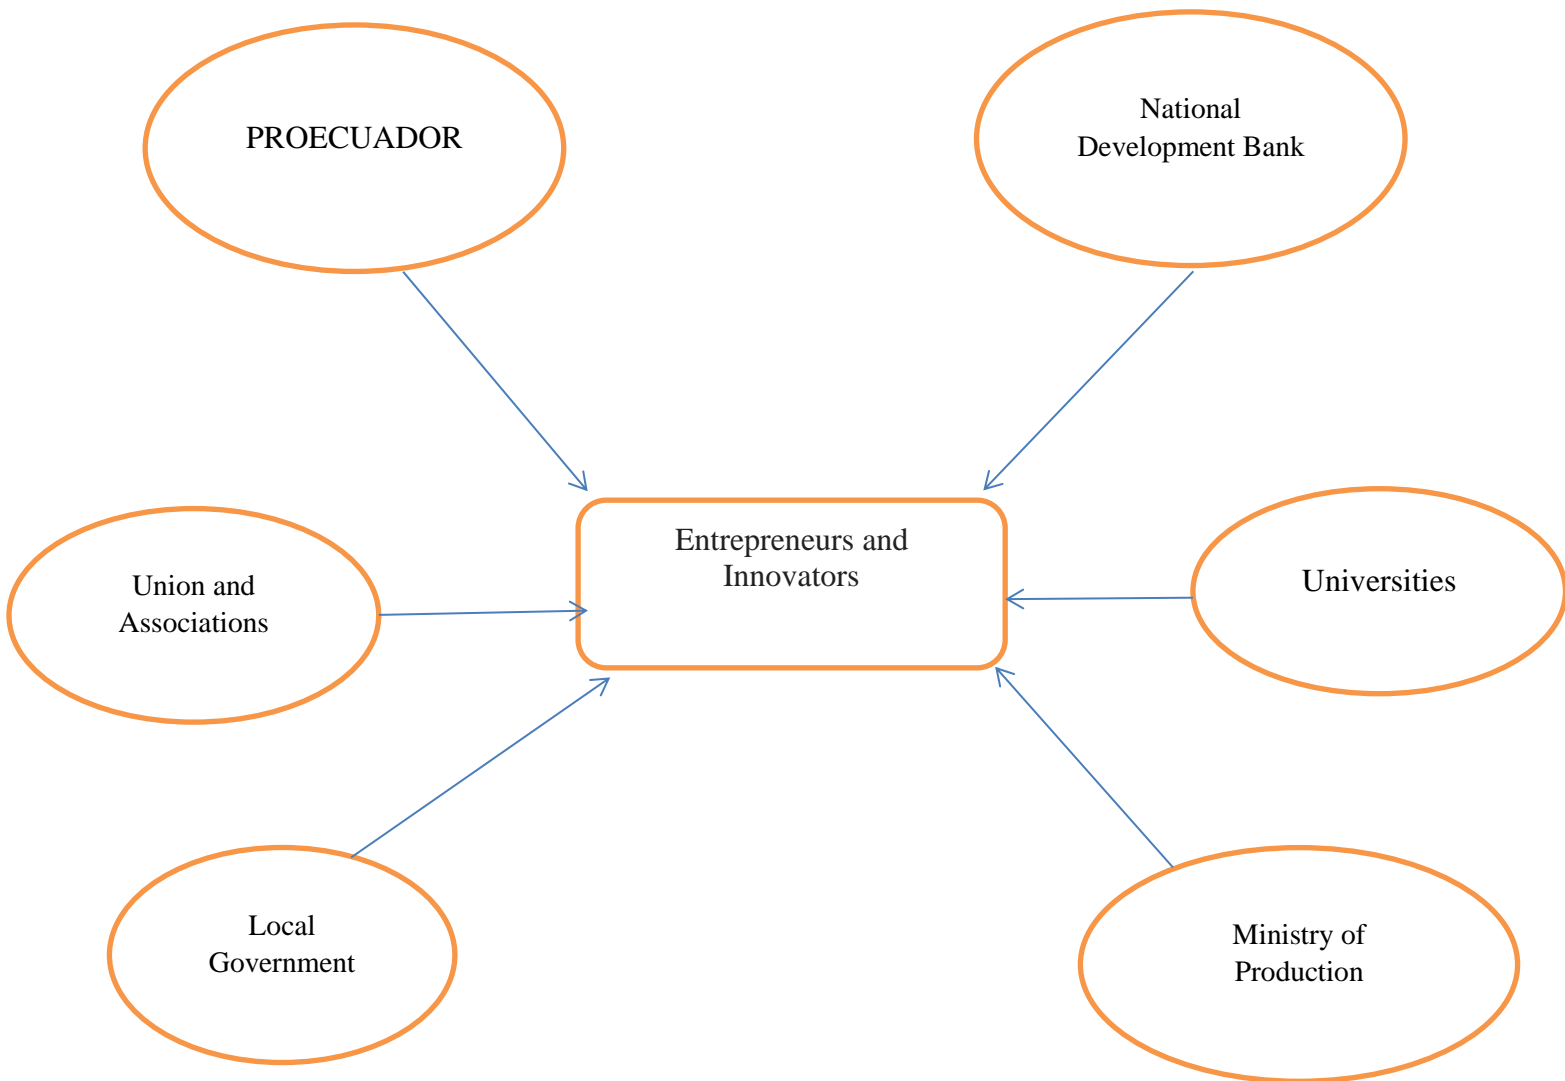 PROECUADOR
National
Development Bank
Entrepreneurs and
Innovators
Union and
Associations
Universities
Local
Government
Ministry of
Production